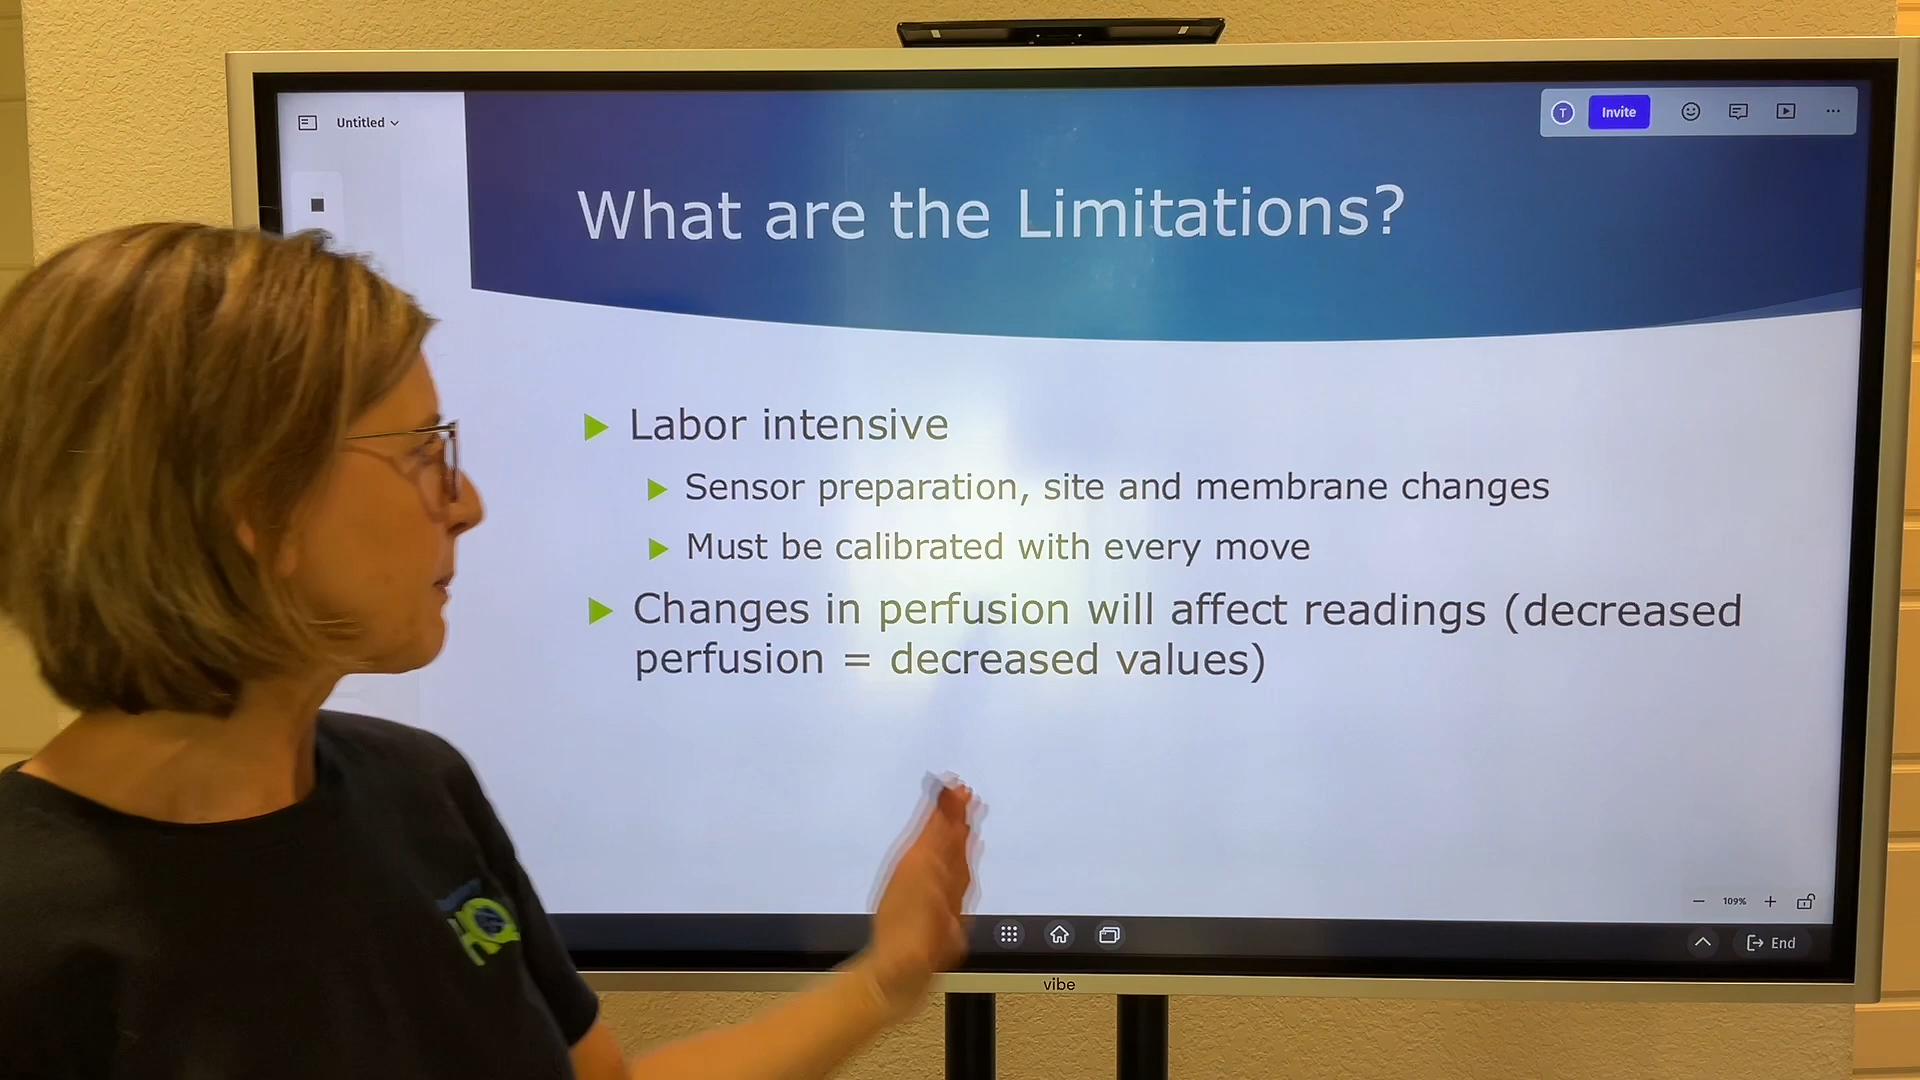 Untitled
T
Invite
What are the Limitations?
Labor intensive
Sensor preparation, site and membrane changes
Must be calibrated with every move
Changes in perfusion will affect readings (decreased
perfusion = decreased values)
109%
End
vibe
HQ